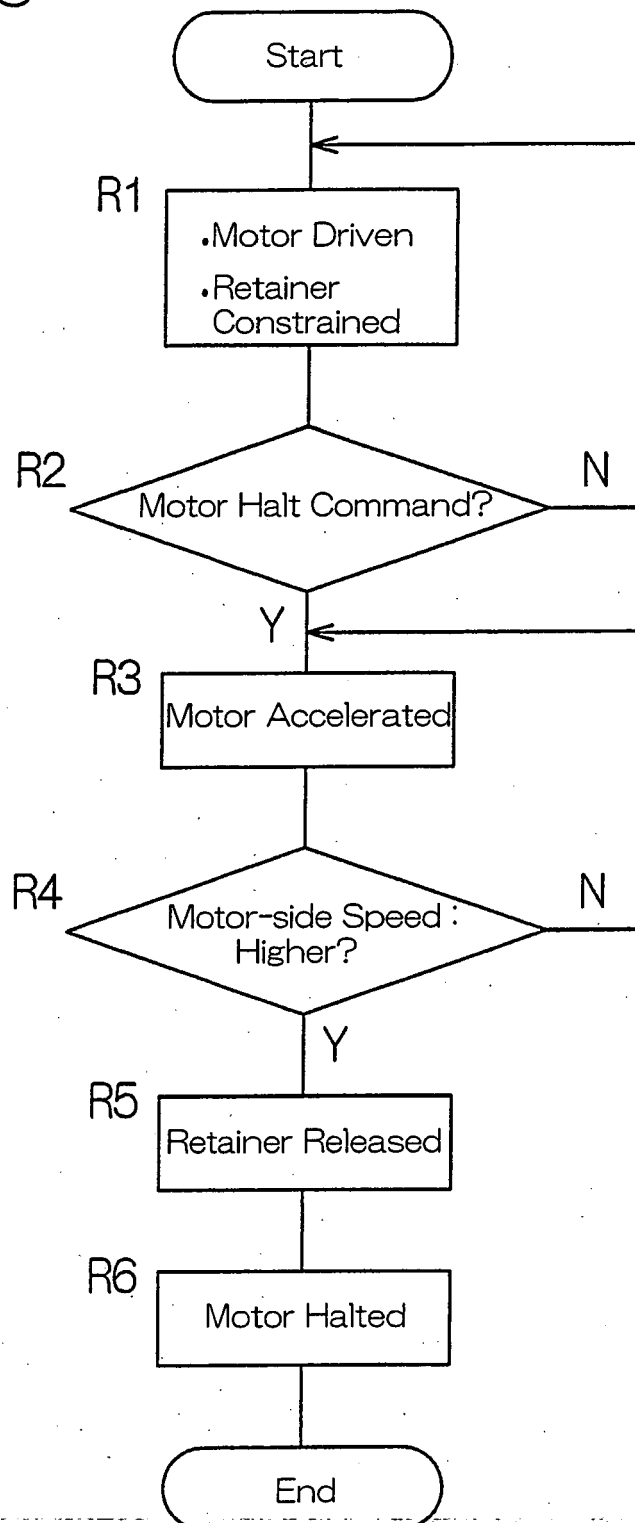 Start
R1
.Motor Driven
.Retainer
Constrained
R2
Motor Halt Command?
N
Y
R3
Motor Accelerated
R4
Motor-side Speed :
Higher?
N
Y
R5
Retainer Released
R6
Motor Halted
End